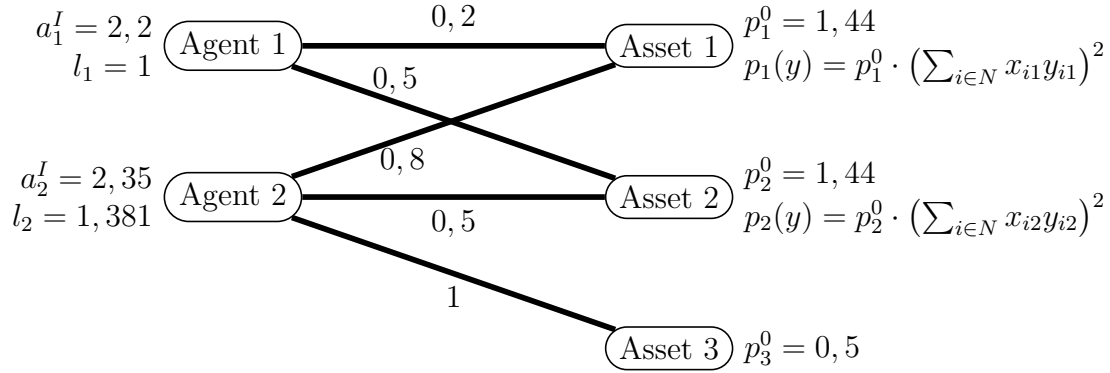 a_1^I = 2,2
l_1 = 1
Agent 1
0,2
Asset 1
p_1^0 = 1,44
p_1(y) = p_1^0 · (∑_{i∈N} x_{i1}y_{i1})^2
0,5
0,8
a_2^I = 2,35
l_2 = 1,381
Agent 2
0,5
Asset 2
p_2^0 = 1,44
p_2(y) = p_2^0 · (∑_{i∈N} x_{i2}y_{i2})^2
1
Asset 3
p_3^0 = 0,5